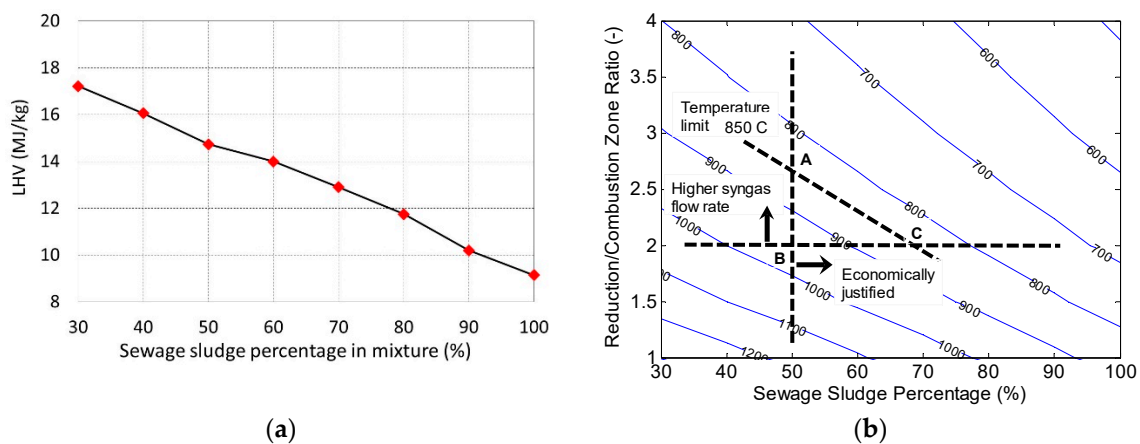 20
18
16
14
12
10
8
LHV (MJ/kg)
30 40 50 60 70 80 90 100
Sewage sludge percentage in mixture (%)
(a)
4
3.5
3
2.5
2
1.5
1
Reduction/Combustion Zone Ratio (-)
800
700
600
Temperature
limit 850 C
800
700
600
900
A
Higher syngas
flow rate
1000
900
C
800
700
B
Economically
justified
1000
900
800
1100
1200
1000
30 40 50 60 70 80 90 100
Sewage Sludge Percentage (%)
(b)